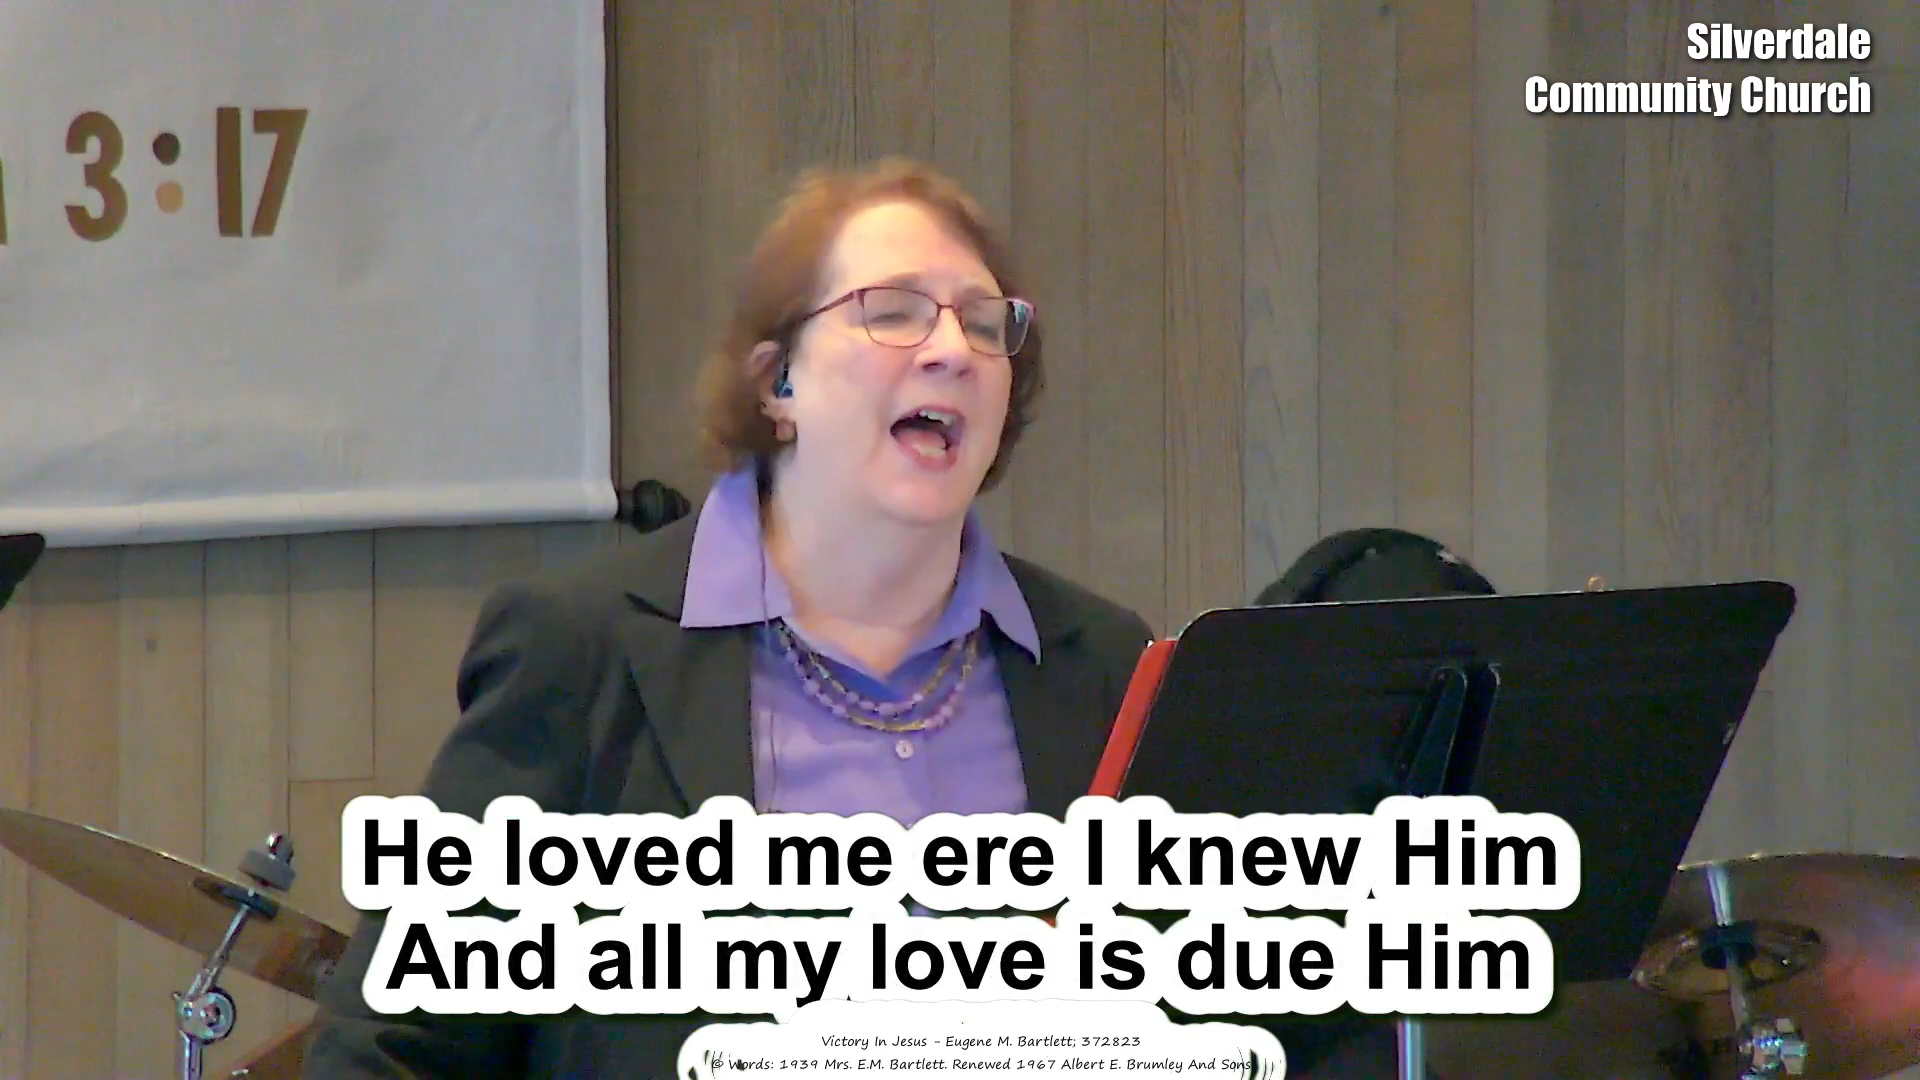 Silverdale
Community Church
3:17
He loved me ere I knew Him
And all my love is due Him
Victory In Jesus - Eugene M. Bartlett; 372823
© Words: 1939 Mrs. E.M. Bartlett. Renewed 1967 Albert E. Brumley And Sons